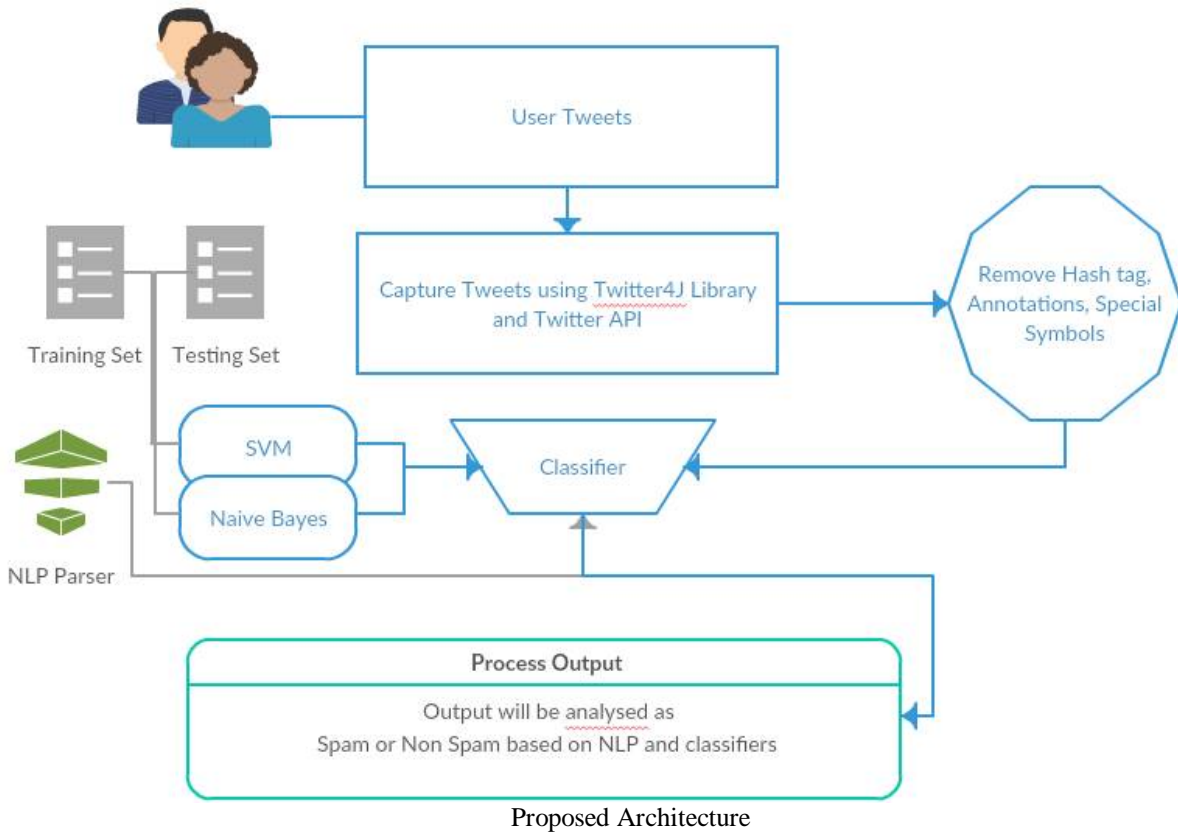 User Tweets
Capture Tweets using Twitter4J Library
and Twitter API
Remove Hash tag,
Annotations, Special
Symbols
Training Set
Testing Set
SVM
Naive Bayes
Classifier
NLP Parser
Process Output
Output will be analysed as
Spam or Non Spam based on NLP and classifiers
Proposed Architecture